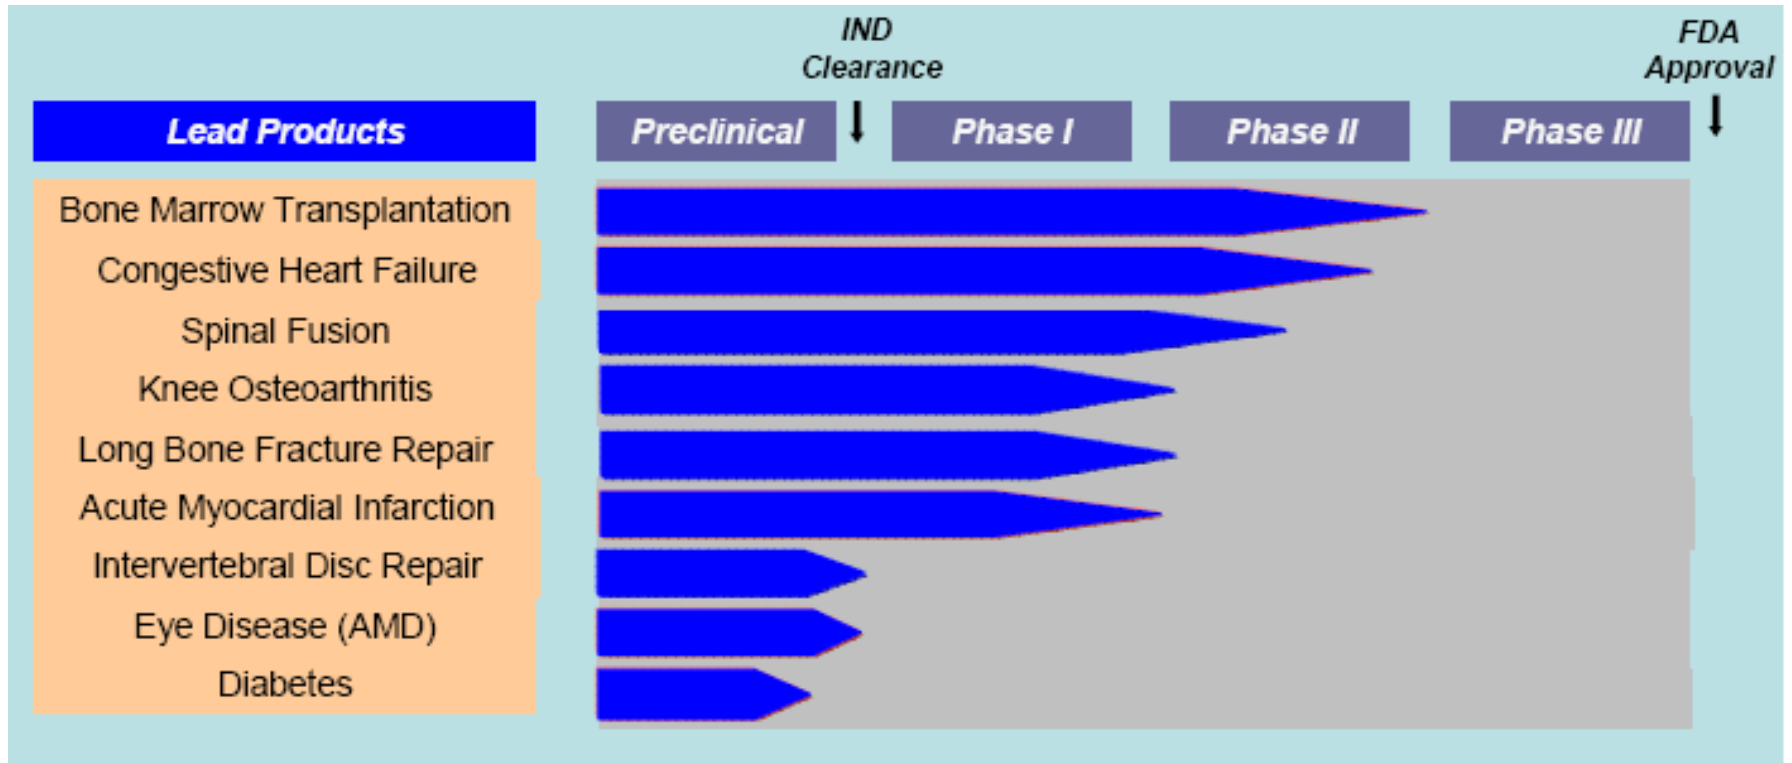 IND
Clearance
FDA
Approval
Lead Products
Preclinical
Phase I
Phase II
Phase III
Bone Marrow Transplantation
Congestive Heart Failure
Spinal Fusion
Knee Osteoarthritis
Long Bone Fracture Repair
Acute Myocardial Infarction
Intervertebral Disc Repair
Eye Disease (AMD)
Diabetes